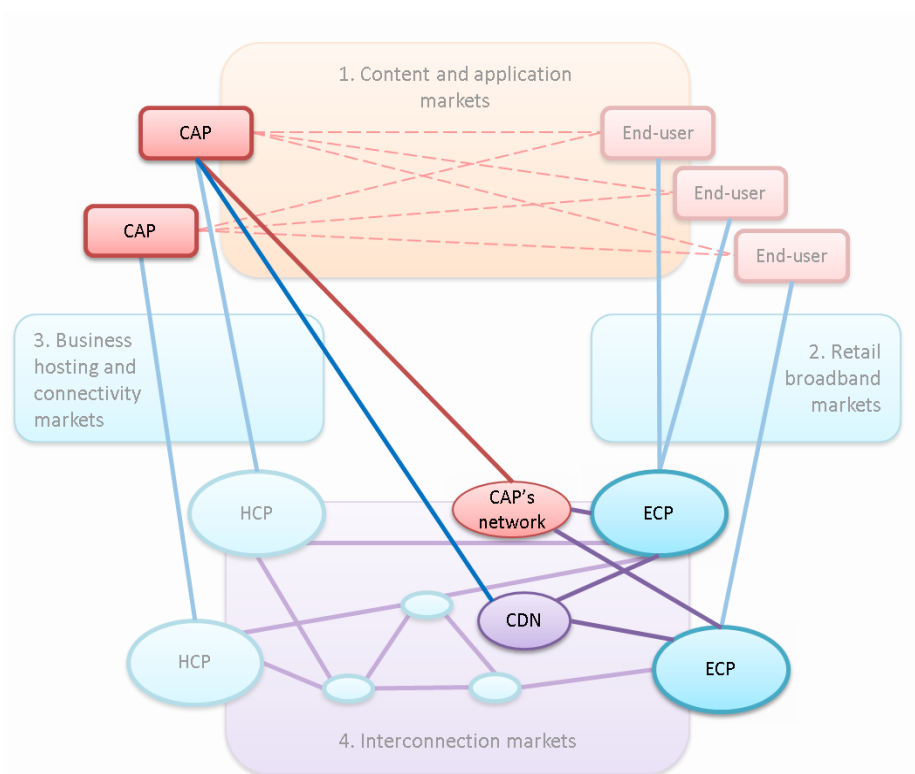 1. Content and application
markets
CAP
End-user
End-user
CAP
End-user
3. Business
hosting and
connectivity
markets
2. Retail
broadband
markets
HCP
CAP's
network
ECP
CDN
HCP
ECP
4. Interconnection markets